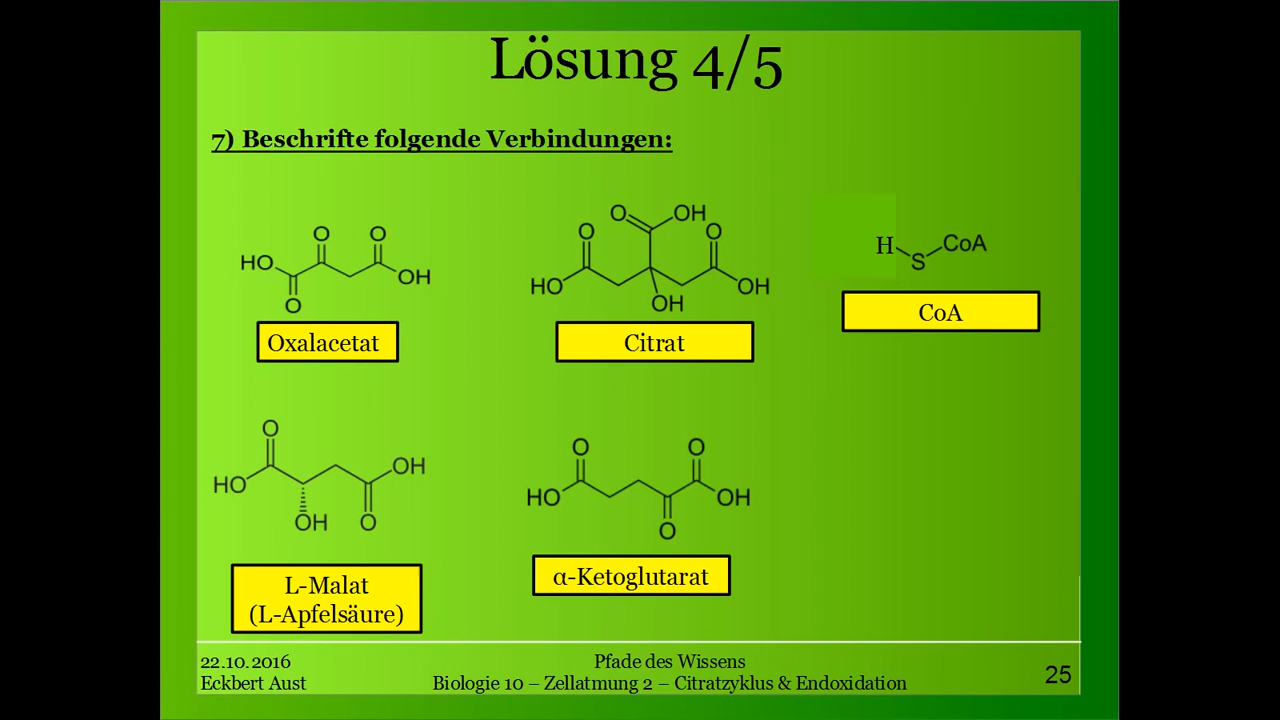 Lösung 4/5
7) Beschrifte folgende Verbindungen:
O O
HO
OH
O
Oxalacetat
O OH
O O
HO OH
OH
Citrat
H S CoA
CoA
O
OH
HO
OH O
L-Malat
(L-Apfelsäure)
O O
HO OH
O
α-Ketoglutarat
22.10.2016
Eckbert Aust
Pfade des Wissens
Biologie 10 – Zellatmung 2 – Citratzyklus & Endoxidation
25